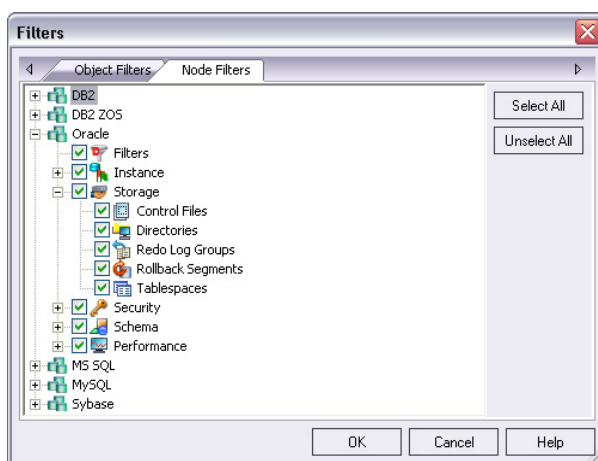 Filters
Object Filters Node Filters
DB2
DB2 ZOS
Oracle
Filters
Instance
Storage
Control Files
Directories
Redo Log Groups
Rollback Segments
Tablespaces
Security
Schema
Performance
MS SQL
MySQL
Sybase
Select All
Unselect All
OK Cancel Help